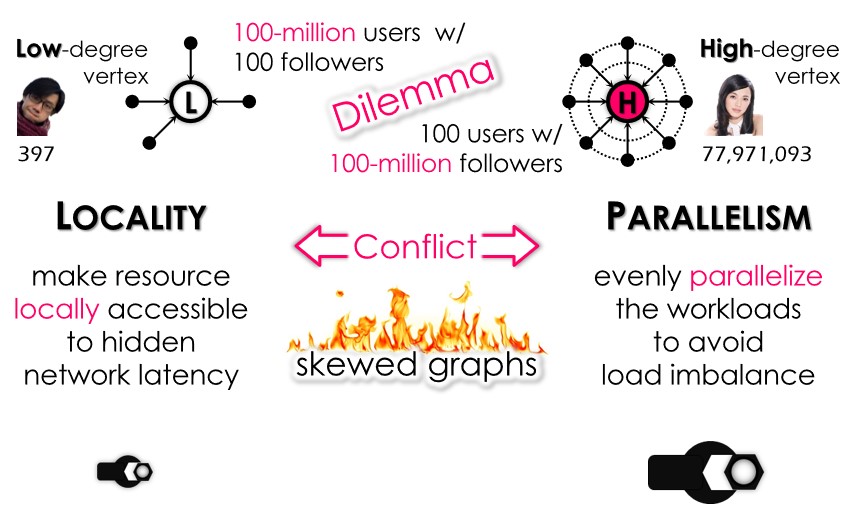 Low-degree
vertex
397
L
100-million users w/
100 followers
Dilemma
100 users w/
100-million followers
H
High-degree
vertex
77,971,093
LOCALITY
make resource
locally accessible
to hidden
network latency
Conflict
skewed graphs
PARALLELISM
evenly parallelize
the workloads
to avoid
load imbalance